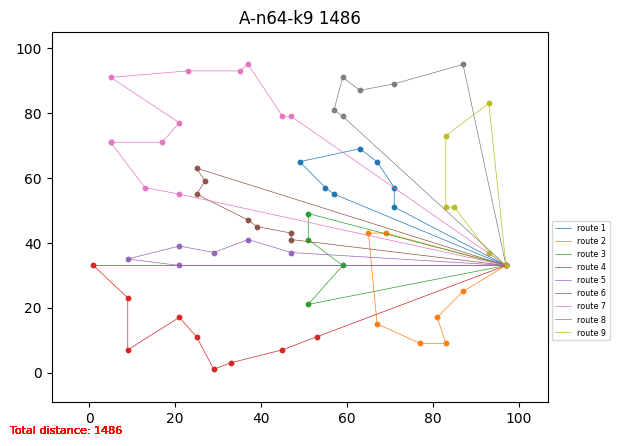 A-n64-k9 1486
100
80
60
40
20
0
0 20 40 60 80 100
route 1
route 2
route 3
route 4
route 5
route 6
route 7
route 8
route 9
Total distance: 1486